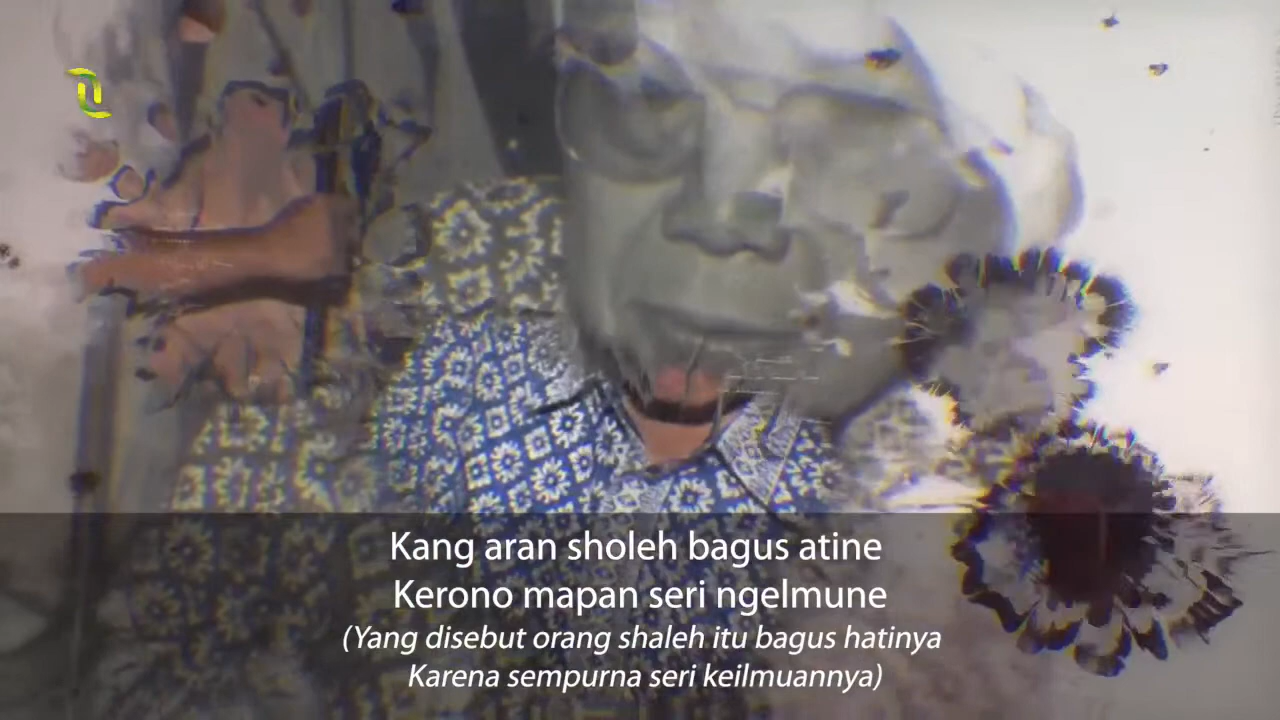 Kang aran sholeh bagus atine
Kerono mapan seri ngelmune
(Yang disebut orang shaleh itu bagus hatinya
Karena sempurna seri keilmuannya)